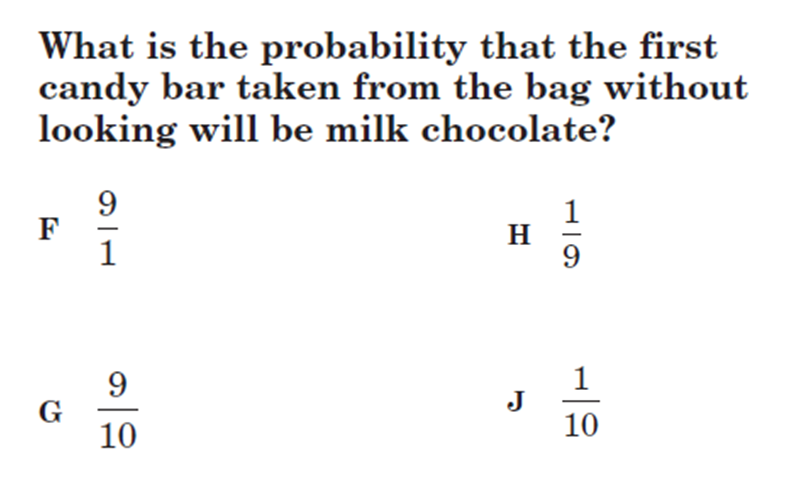 What is the probability that the first
candy bar taken from the bag without
looking will be milk chocolate?
F 9/1
H 1/9
G 9/10
J 1/10